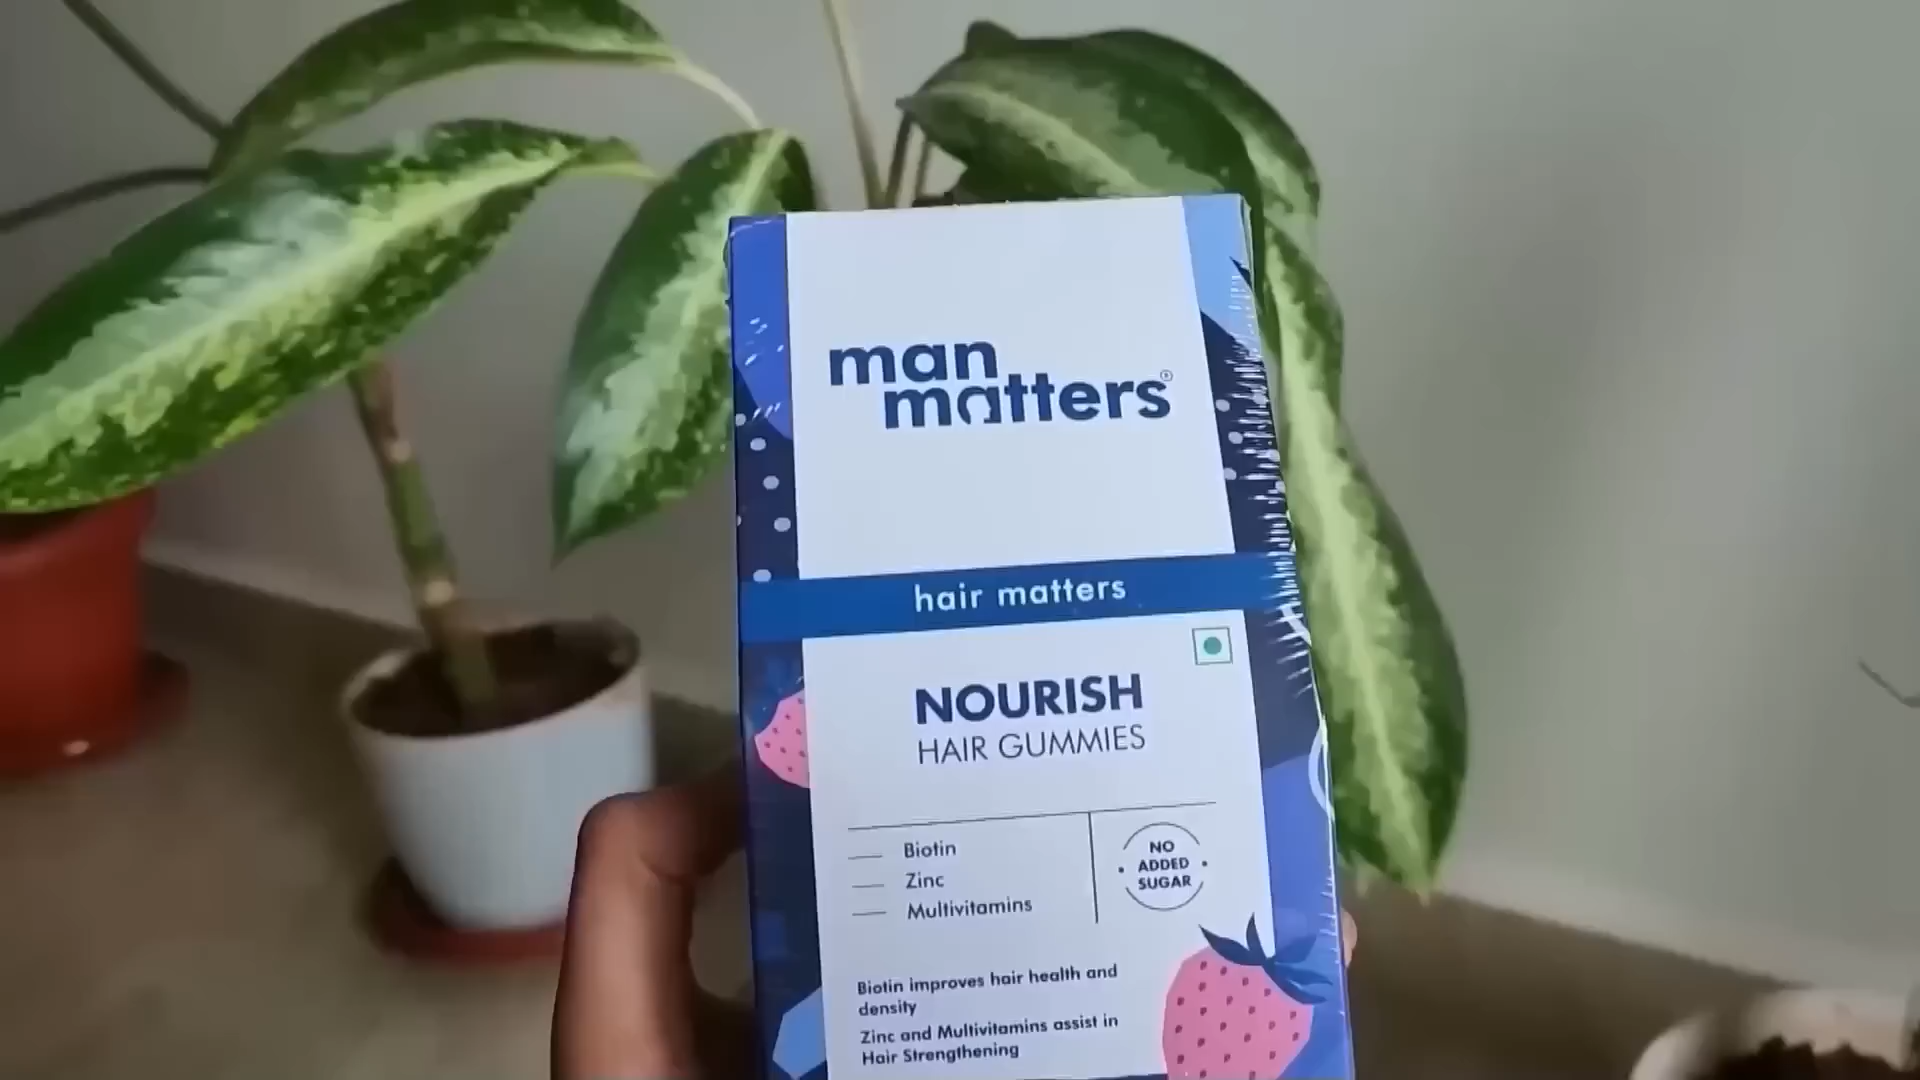 man
matters®
hair matters
NOURISH
HAIR GUMMIES
Biotin
Zinc
Multivitamins
NO
ADDED
SUGAR
Biotin improves hair health and
density
Zinc and Multivitamins assist in
Hair Strengthening